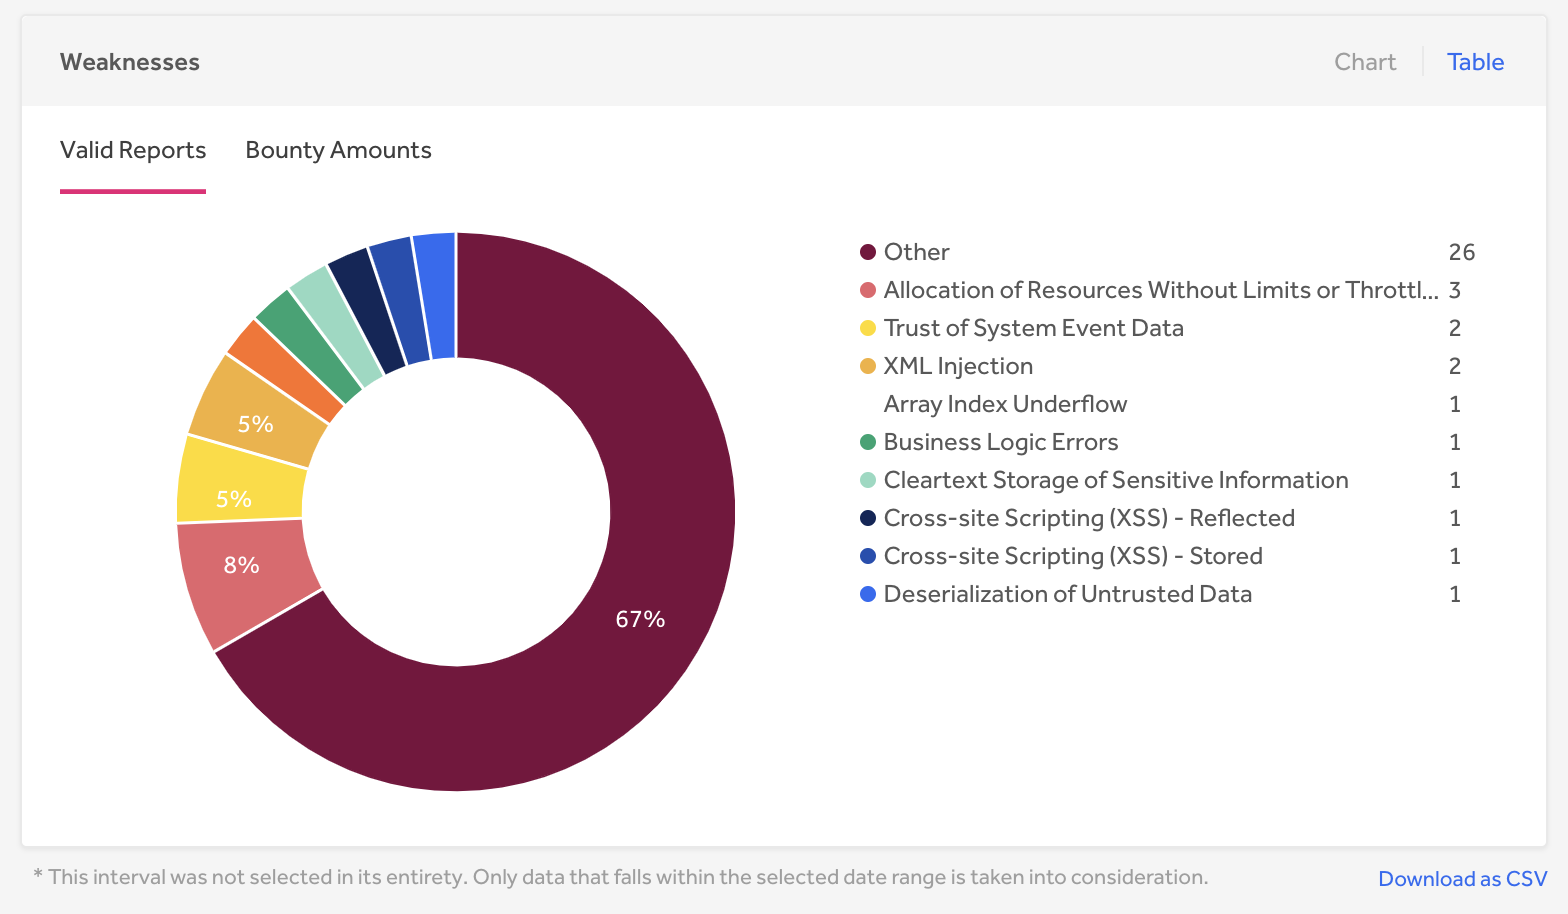 Weaknesses
Chart
Table
Valid Reports
Bounty Amounts
5%
5%
8%
67%
Other 26
Allocation of Resources Without Limits or Throttl... 3
Trust of System Event Data 2
XML Injection 2
Array Index Underflow 1
Business Logic Errors 1
Cleartext Storage of Sensitive Information 1
Cross-site Scripting (XSS) - Reflected 1
Cross-site Scripting (XSS) - Stored 1
Deserialization of Untrusted Data 1
* This interval was not selected in its entirety. Only data that falls within the selected date range is taken into consideration.
Download as CSV